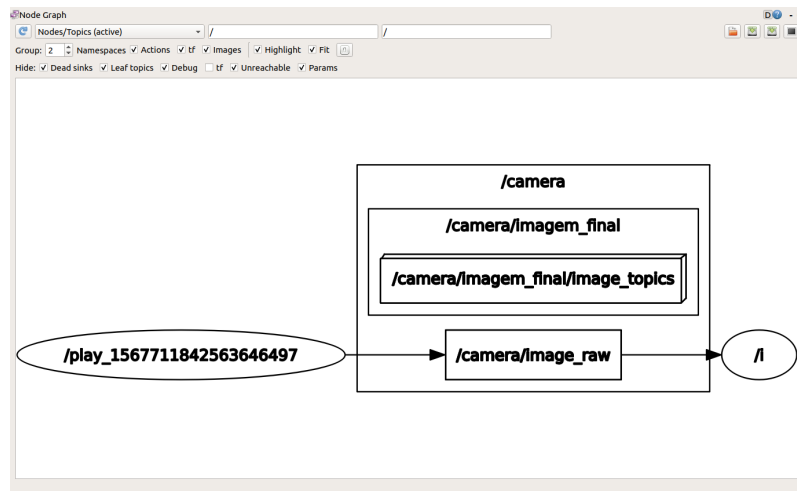 Node Graph
D -
Nodes/Topics (active) / /
Group: 2 Namespaces Actions tf Images Highlight Fit
Hide: Dead sinks Leaf topics Debug tf Unreachable Params
/camera
/camera/imagem_final
/camera/imagem_final/image_topics
/play_1567711842563646497 /camera/image_raw /i